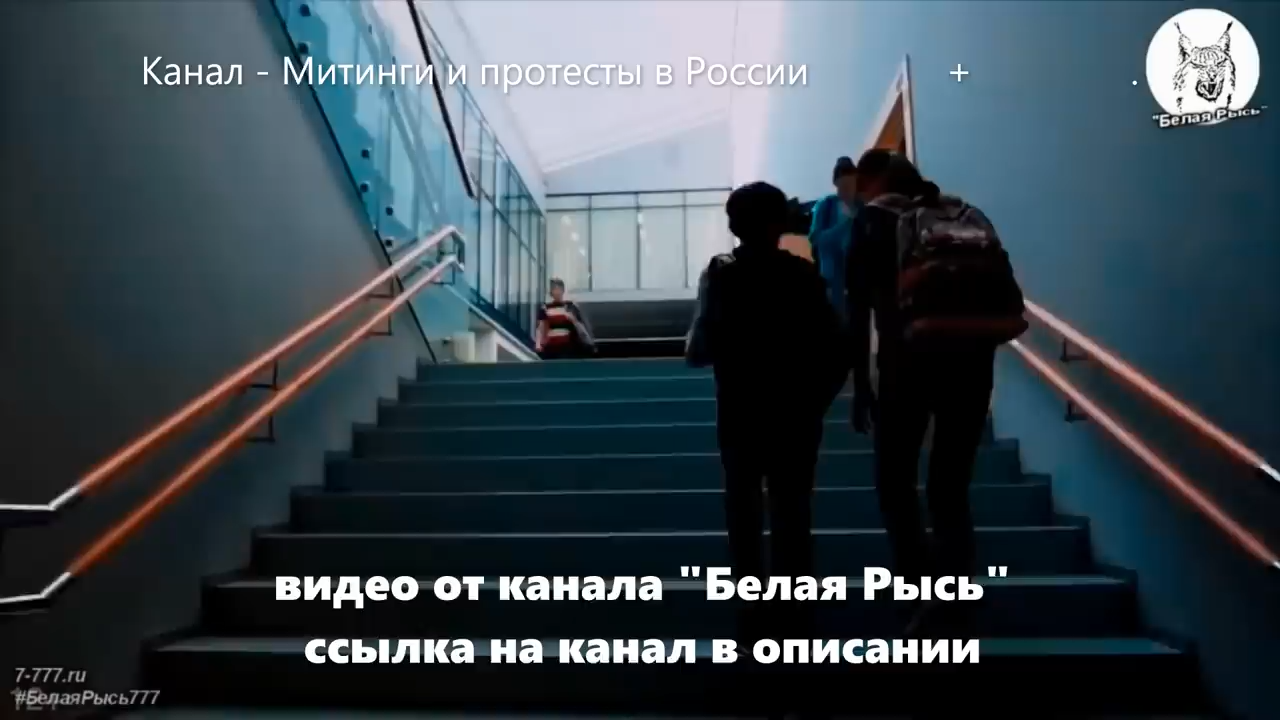 Канал - Митинги и протесты в России + .
"Белая Рысь"
видео от канала "Белая Рысь"
ссылка на канал в описании
7-777.ru
#БелаяРысь777